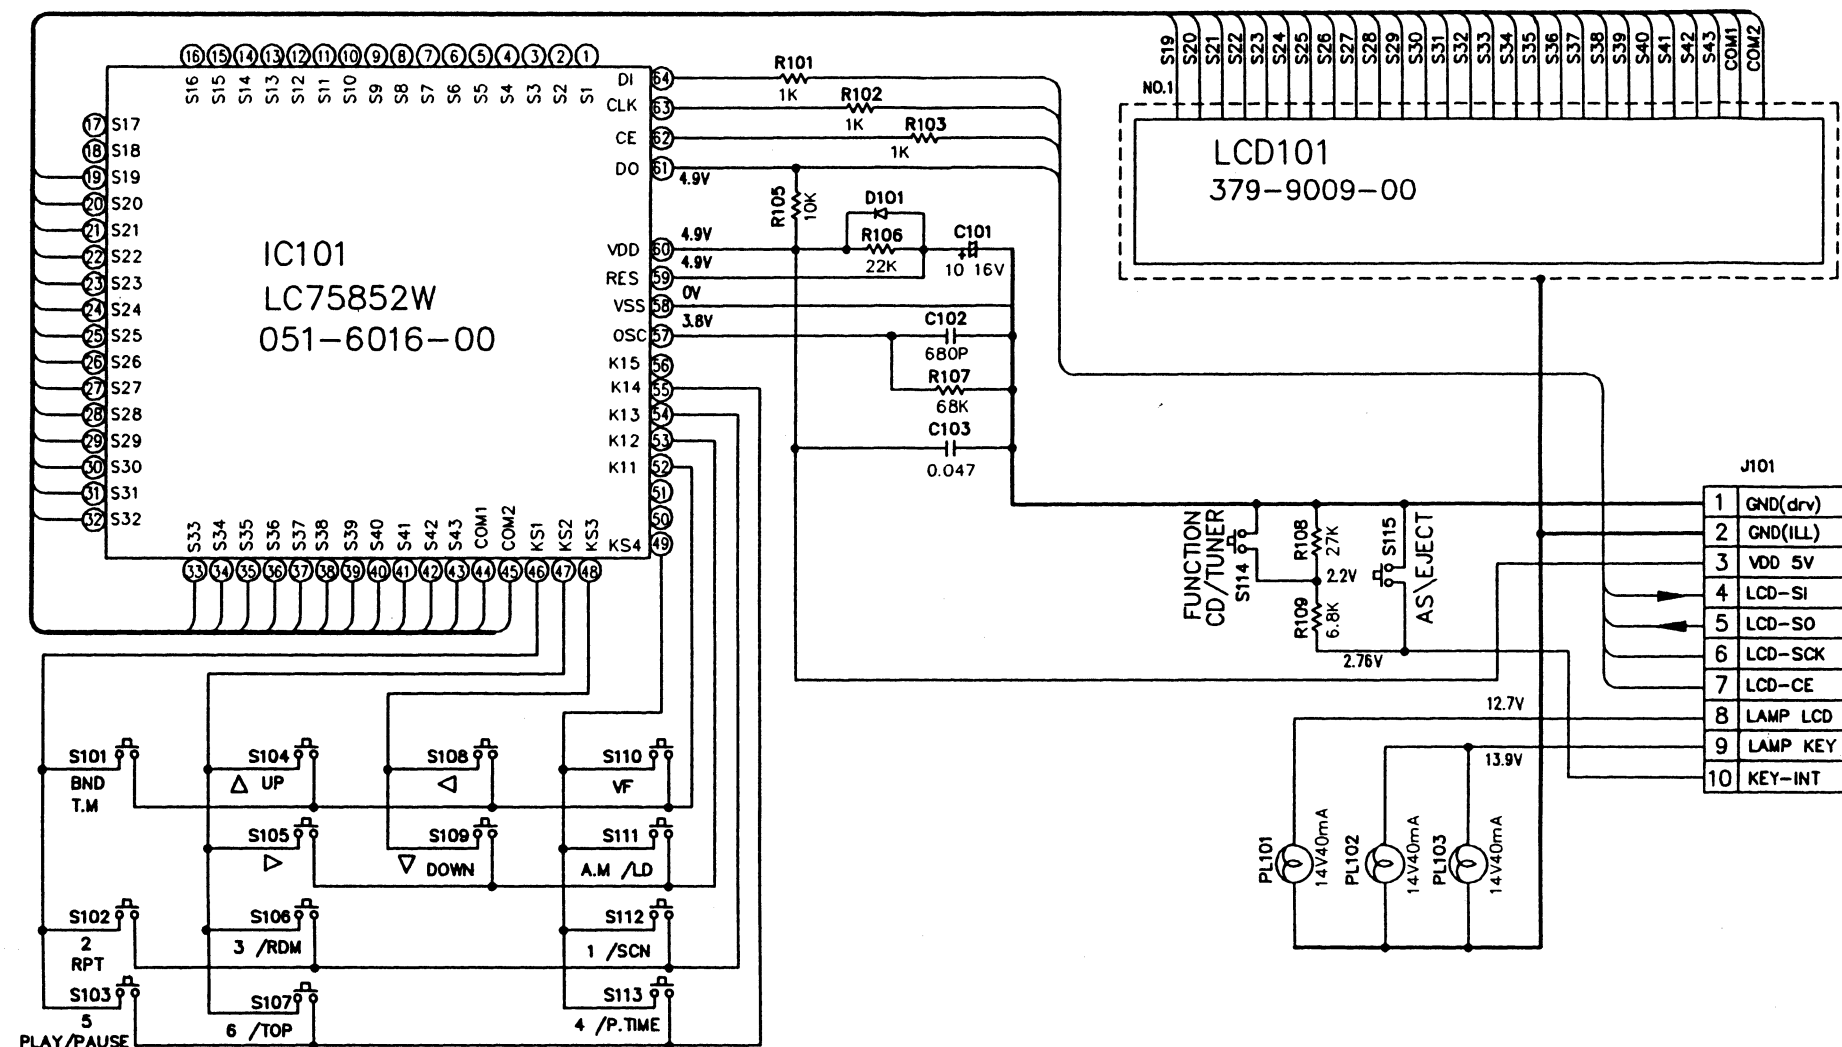 S19 S20 S21 S22 S23 S24 S25 S26 S27 S28 S29 S30 S31 S32 S33 S34 S35 S36 S37 S38 S39 S40 S41 S42 S43 COM1 COM2
NO.1
LCD101
379-9009-00
16 15 14 13 12 11 10 9 8 7 6 5 4 3 2 1
S16 S15 S14 S13 S12 S11 S10 S9 S8 S7 S6 S5 S4 S3 S2 S1
17 S17
18 S18
19 S19
20 S20
21 S21
22 S22
23 S23
24 S24
25 S25
26 S26
27 S27
28 S28
29 S29
30 S30
31 S31
32 S32
IC101
LC75852W
051-6016-00
DI 64
CLK 63
CE 62
DO 61
4.9V
VDD 60
4.9V
RES 59
4.9V
VSS 58
0V
OSC 57
3.8V
K15 56
K14 55
K13 54
K12 53
K11 52
51
50
KS4 49
S33 S34 S35 S36 S37 S38 S39 S40 S41 S42 S43 COM1 COM2 KS1 KS2 KS3
33 34 35 36 37 38 39 40 41 42 43 44 45 46 47 48
R101
1K
R102
1K
R103
1K
R105
10K
D101
R106
22K
C101
+
10 16V
C102
680P
R107
68K
C103
0.047
FUNCTION
CD/TUNER
S114
R108
27K
2.2V
R109
6.8K
2.76V
S115
AS\EJECT
J101
1 GND(drv)
2 GND(ILL)
3 VDD 5V
4 LCD-SI
5 LCD-SO
6 LCD-SCK
7 LCD-CE
8 LAMP LCD
9 LAMP KEY
10 KEY-INT
12.7V
13.9V
PL101
14V40mA
PL102
14V40mA
PL103
14V40mA
S101
BND
T.M
S104
UP
S108
S110
VF
S105
S109
DOWN
S111
A.M /LD
S102
2
RPT
S106
3 /RDM
S112
1 /SCN
S103
5
PLAY/PAUSE
S107
6 /TOP
S113
4 /P.TIME